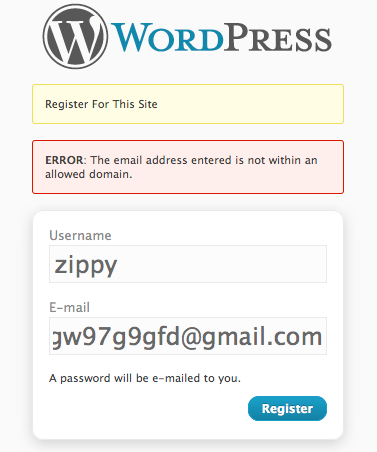 WORDPRESS
Register For This Site
ERROR: The email address entered is not within an
allowed domain.
Username
zippy
E-mail
gw97g9gfd@gmail.com
A password will be e-mailed to you.
Register